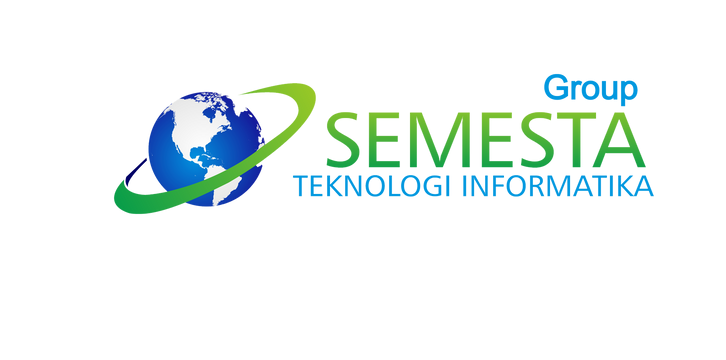 Group
SEMESTA
TEKNOLOGI INFORMATIKA